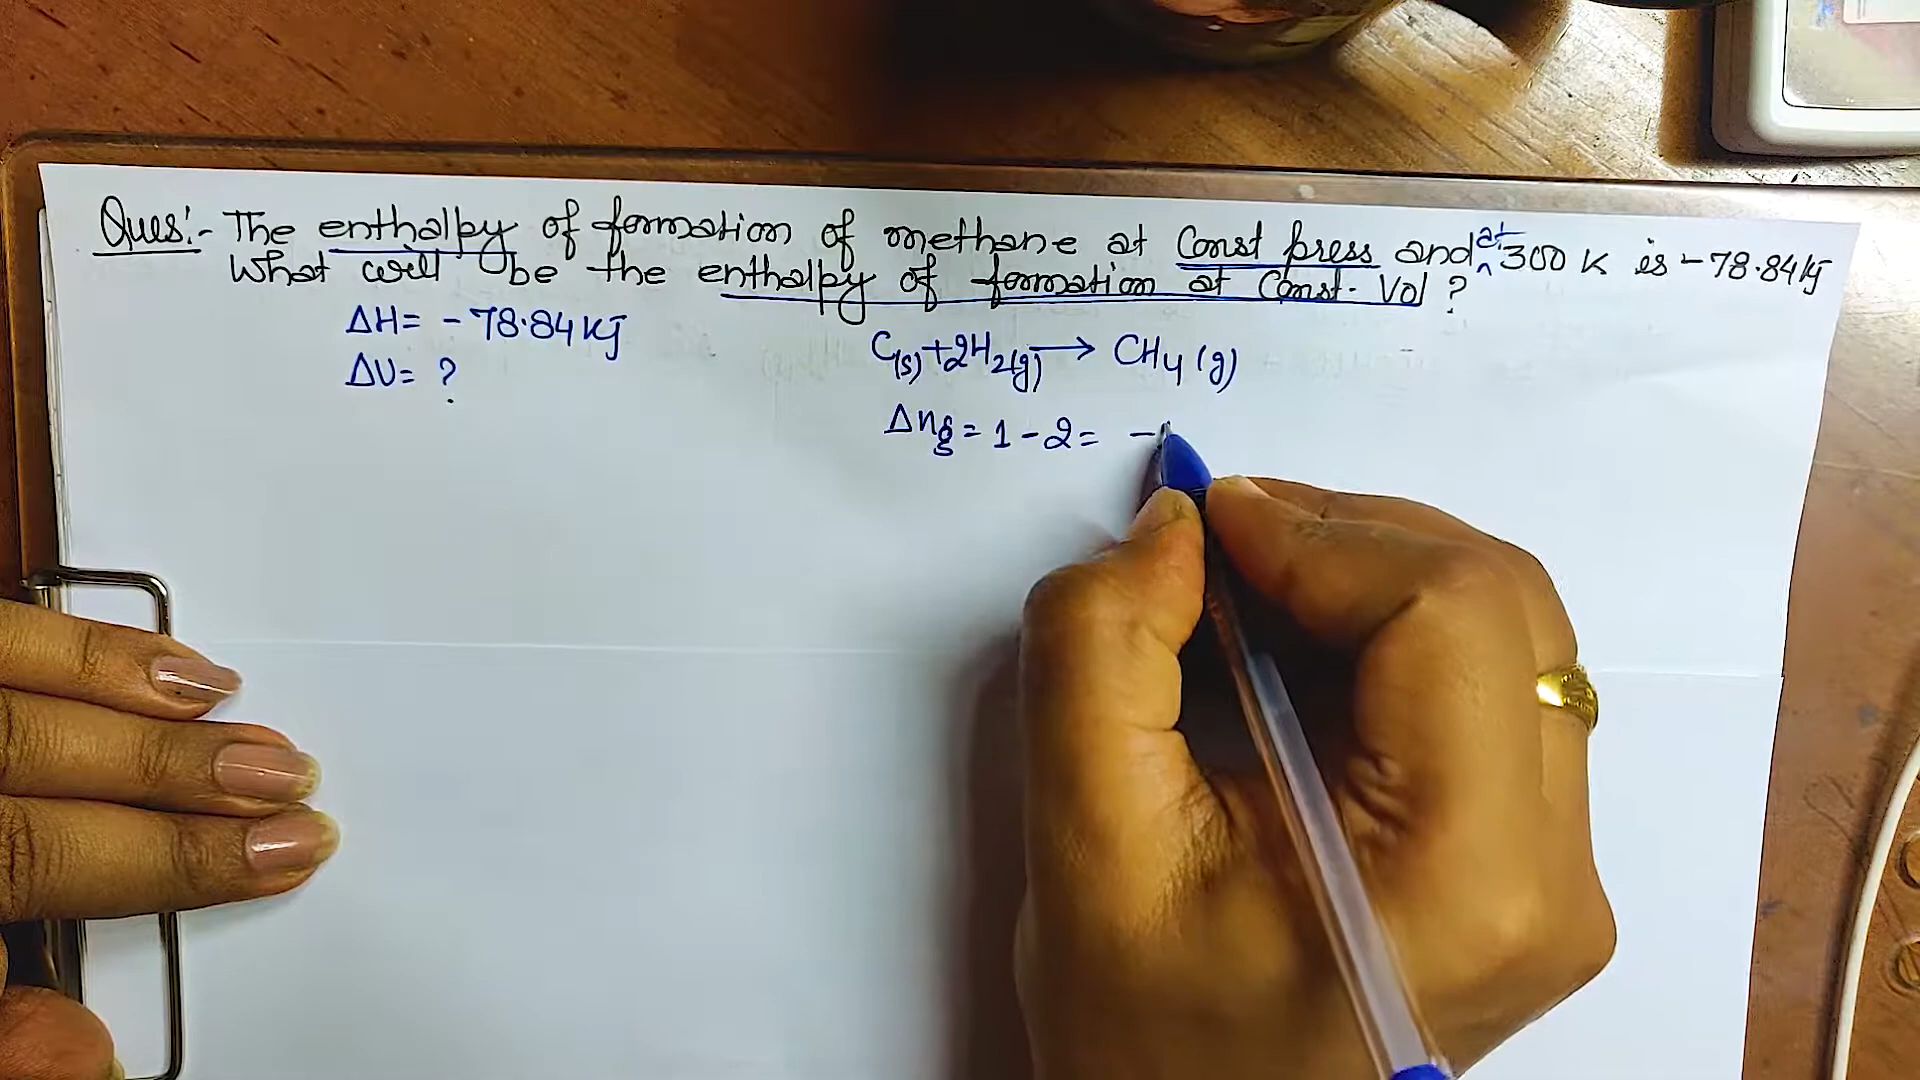 Ques:- The enthalpy of formation of methane at Const press and at 300 K is -78.84 kJ
What will be the enthalpy of formation at Const. Vol ?
ΔH = -78.84 kJ
ΔU = ?
C(s) + 2H₂(g) → CH₄(g)
Δng = 1 - 2 = -